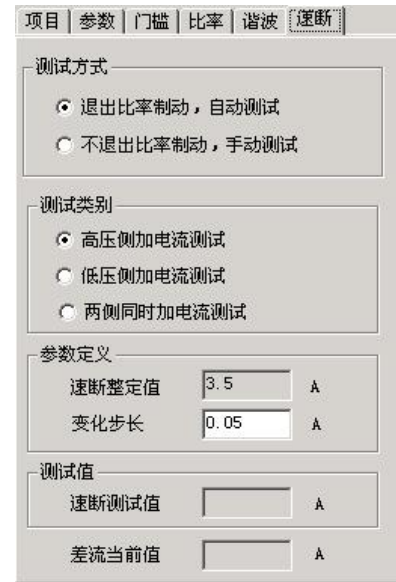 项目 参数 门槛 比率 谐波 速断
测试方式
退出比率制动，自动测试
不退出比率制动，手动测试
测试类别
高压侧加电流测试
低压侧加电流测试
两侧同时加电流测试
参数定义
速断整定值 3.5 A
变化步长 0.05 A
测试值
速断测试值 A
差流当前值 A